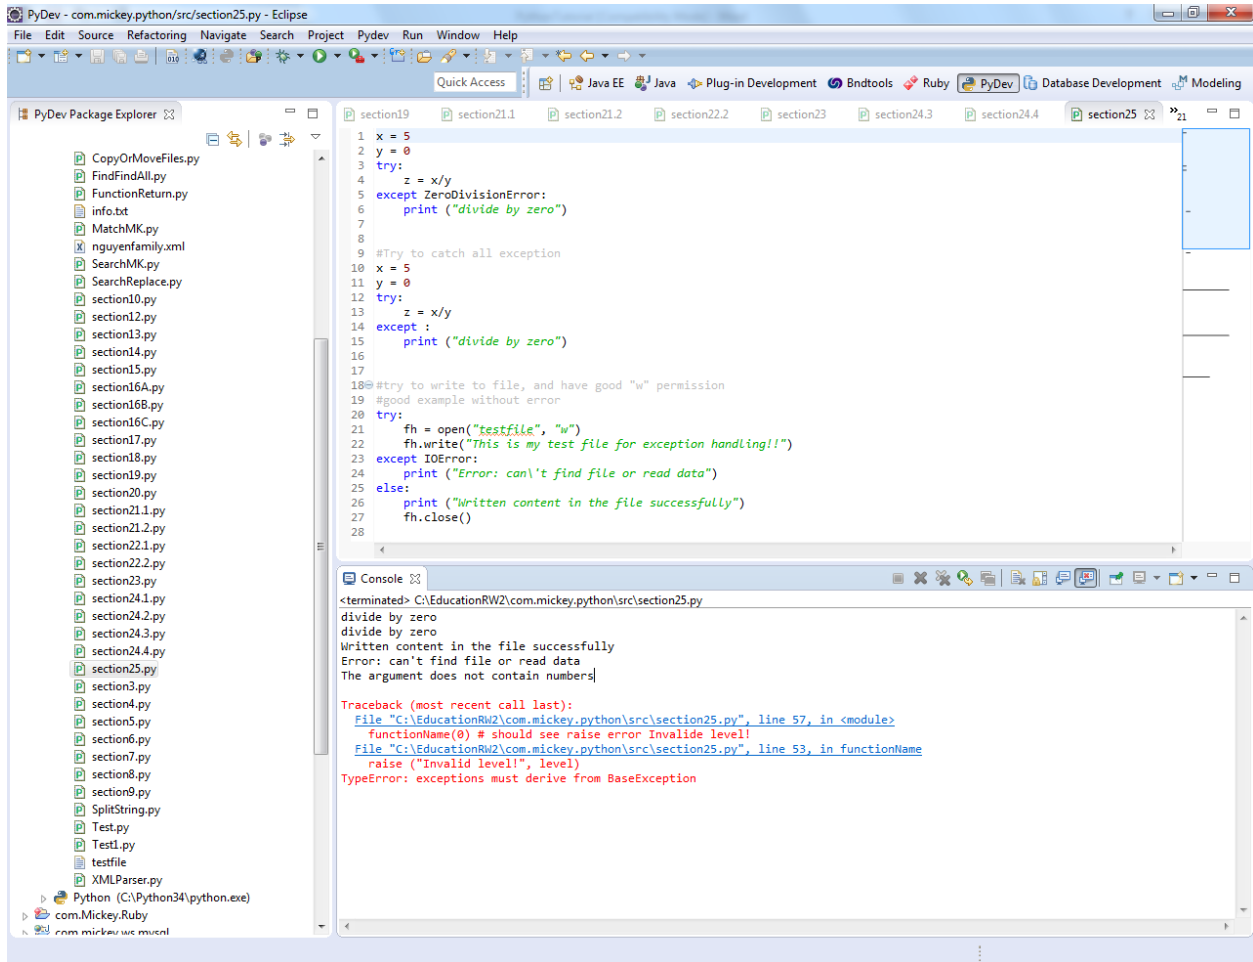 PyDev - com.mickey.python/src/section25.py - Eclipse
File Edit Source Refactoring Navigate Search Project Pydev Run Window Help
Quick Access Java EE Java Plug-in Development Bndtools Ruby PyDev Database Development Modeling
PyDev Package Explorer
CopyOrMoveFiles.py
FindFindAll.py
FunctionReturn.py
info.txt
MatchMK.py
nguyenfamily.xml
SearchMK.py
SearchReplace.py
section10.py
section12.py
section13.py
section14.py
section15.py
section16A.py
section16B.py
section16C.py
section17.py
section18.py
section19.py
section20.py
section21.1.py
section21.2.py
section22.1.py
section22.2.py
section23.py
section24.1.py
section24.2.py
section24.3.py
section24.4.py
section25.py
section3.py
section4.py
section5.py
section6.py
section7.py
section8.py
section9.py
SplitString.py
Test.py
Test1.py
testfile
XMLParser.py
Python (C:\Python34\python.exe)
com.Mickey.Ruby
com.mickey.ws.mysql
section19 section21.1 section21.2 section22.2 section23 section24.3 section24.4 section25 »21
1 x = 5
2 y = 0
3 try:
4 z = x/y
5 except ZeroDivisionError:
6 print ("divide by zero")
7
8
9 #Try to catch all exception
10 x = 5
11 y = 0
12 try:
13 z = x/y
14 except :
15 print ("divide by zero")
16
17
18 #try to write to file, and have good "w" permission
19 #good example without error
20 try:
21 fh = open("testfile", "w")
22 fh.write("This is my test file for exception handling!!")
23 except IOError:
24 print ("Error: can\'t find file or read data")
25 else:
26 print ("Written content in the file successfully")
27 fh.close()
28
Console
<terminated> C:\EducationRW2\com.mickey.python\src\section25.py
divide by zero
divide by zero
Written content in the file successfully
Error: can't find file or read data
The argument does not contain numbers
Traceback (most recent call last):
File "C:\EducationRW2\com.mickey.python\src\section25.py", line 57, in <module>
functionName(0) # should see raise error Invalide level!
File "C:\EducationRW2\com.mickey.python\src\section25.py", line 53, in functionName
raise ("Invalid level!", level)
TypeError: exceptions must derive from BaseException